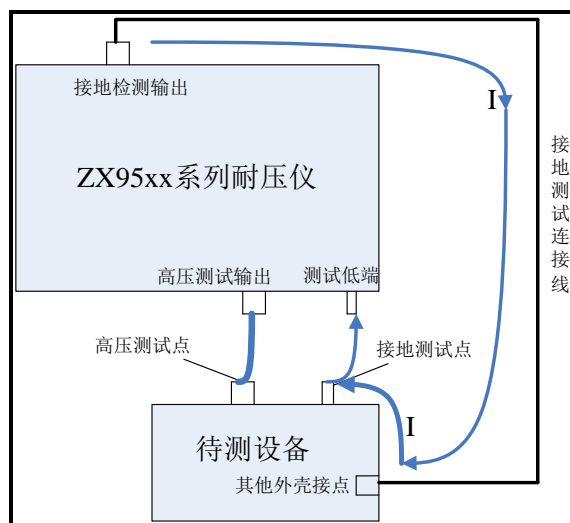 接地检测输出
I
ZX95xx系列耐压仪
接地测试连接线
高压测试输出
测试低端
高压测试点
接地测试点
I
待测设备
其他外壳接点